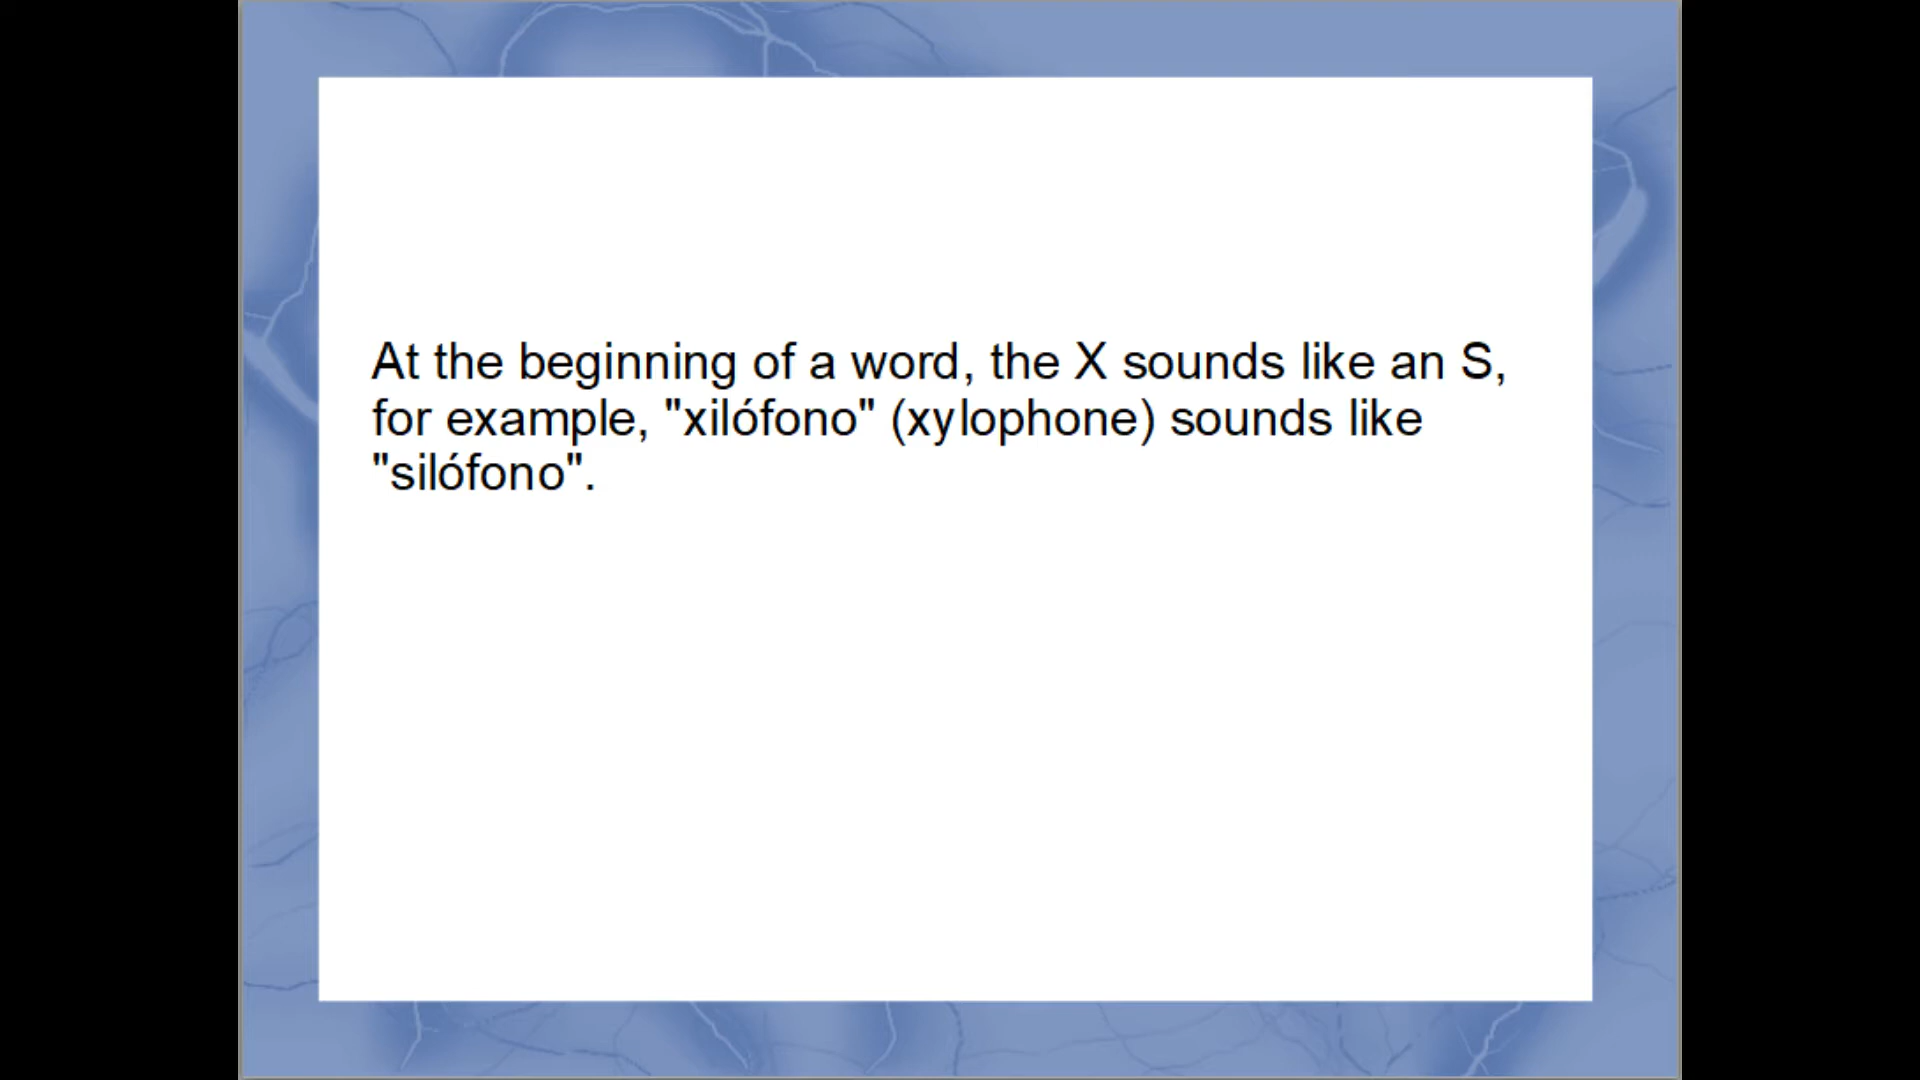 At the beginning of a word, the X sounds like an S,
for example, "xilófono" (xylophone) sounds like
"silófono".